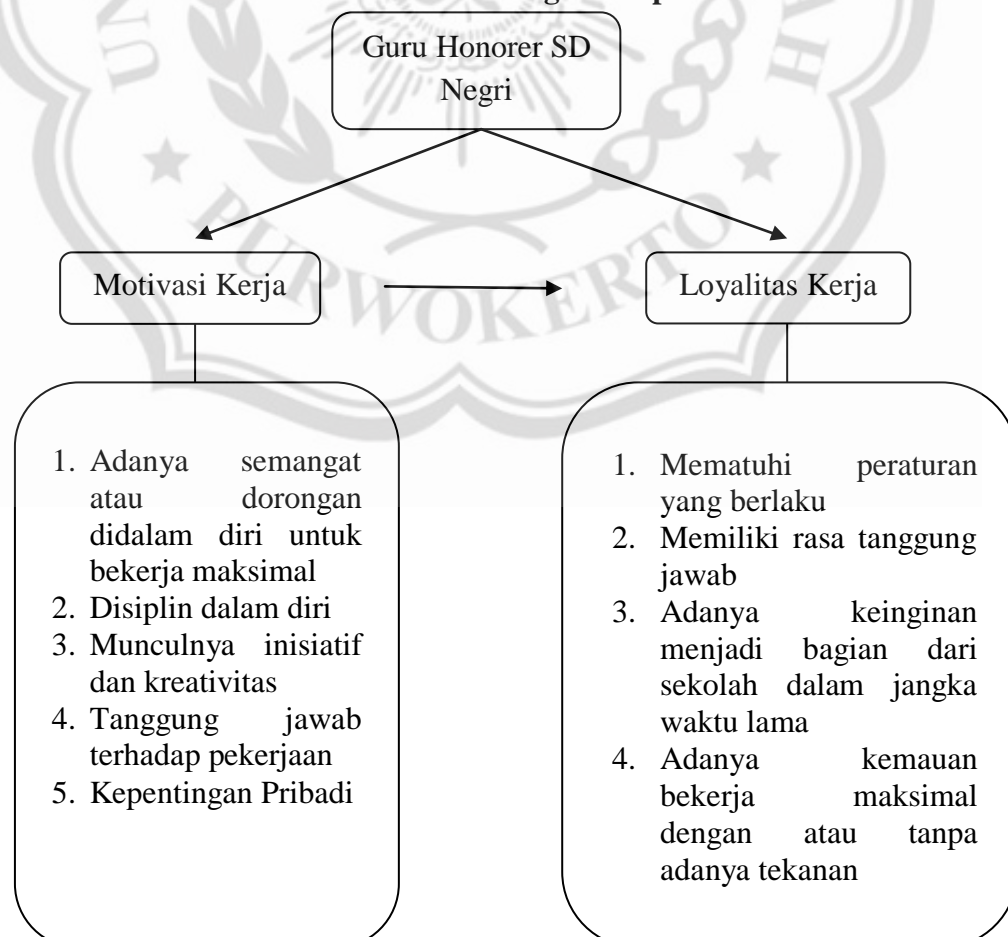 Guru Honorer SD
Negri
Motivasi Kerja
Loyalitas Kerja
1. Adanya semangat
atau dorongan
didalam diri untuk
bekerja maksimal
2. Disiplin dalam diri
3. Munculnya inisiatif
dan kreativitas
4. Tanggung jawab
terhadap pekerjaan
5. Kepentingan Pribadi
1. Mematuhi peraturan
yang berlaku
2. Memiliki rasa tanggung
jawab
3. Adanya keinginan
menjadi bagian dari
sekolah dalam jangka
waktu lama
4. Adanya kemauan
bekerja maksimal
dengan atau tanpa
adanya tekanan
PURWOKERTO